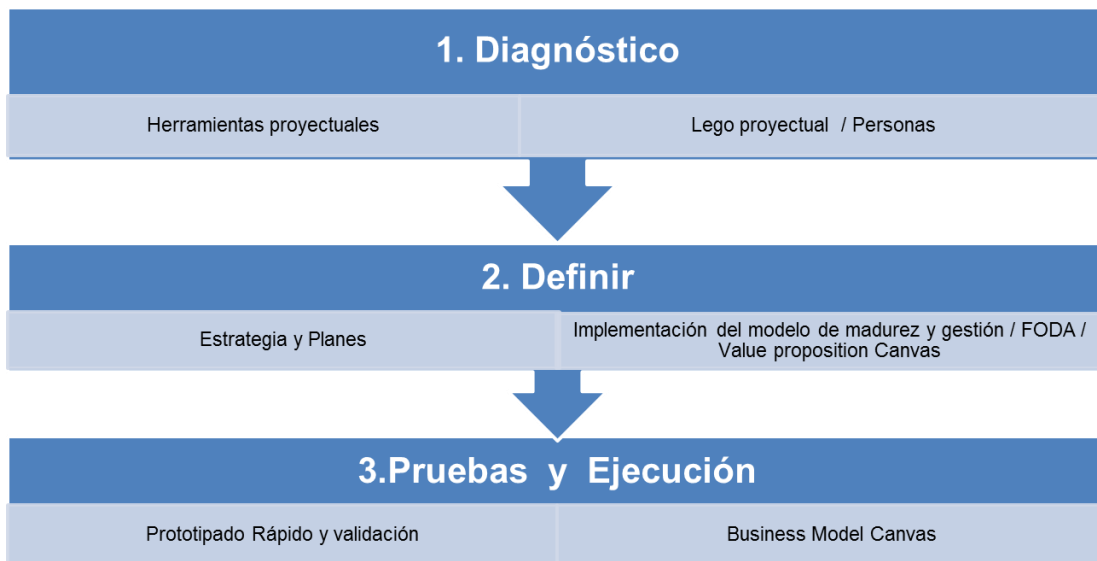 1. Diagnóstico
Herramientas proyectuales
Lego proyectual / Personas
2. Definir
Estrategia y Planes
Implementación del modelo de madurez y gestión / FODA /
Value proposition Canvas
3.Pruebas y Ejecución
Prototipado Rápido y validación
Business Model Canvas